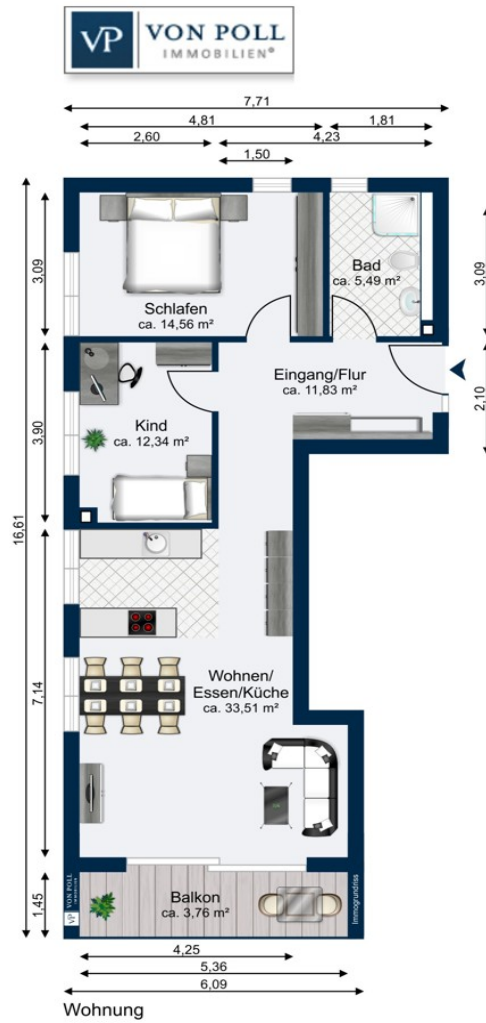 VP VON POLL
IMMOBILIEN®
7,71
4,81
1,81
2,60
4,23
1,50
3,09
Schlafen
ca. 14,56 m²
Bad
ca. 5,49 m²
3,09
Eingang/Flur
ca. 11,83 m²
2,10
3,90
Kind
ca. 12,34 m²
16,61
7,14
Wohnen/
Essen/Küche
ca. 33,51 m²
1,45
VP VON POLL
IMMOBILIEN
Balkon
ca. 3,76 m²
Immogrundriss
4,25
5,36
6,09
Wohnung